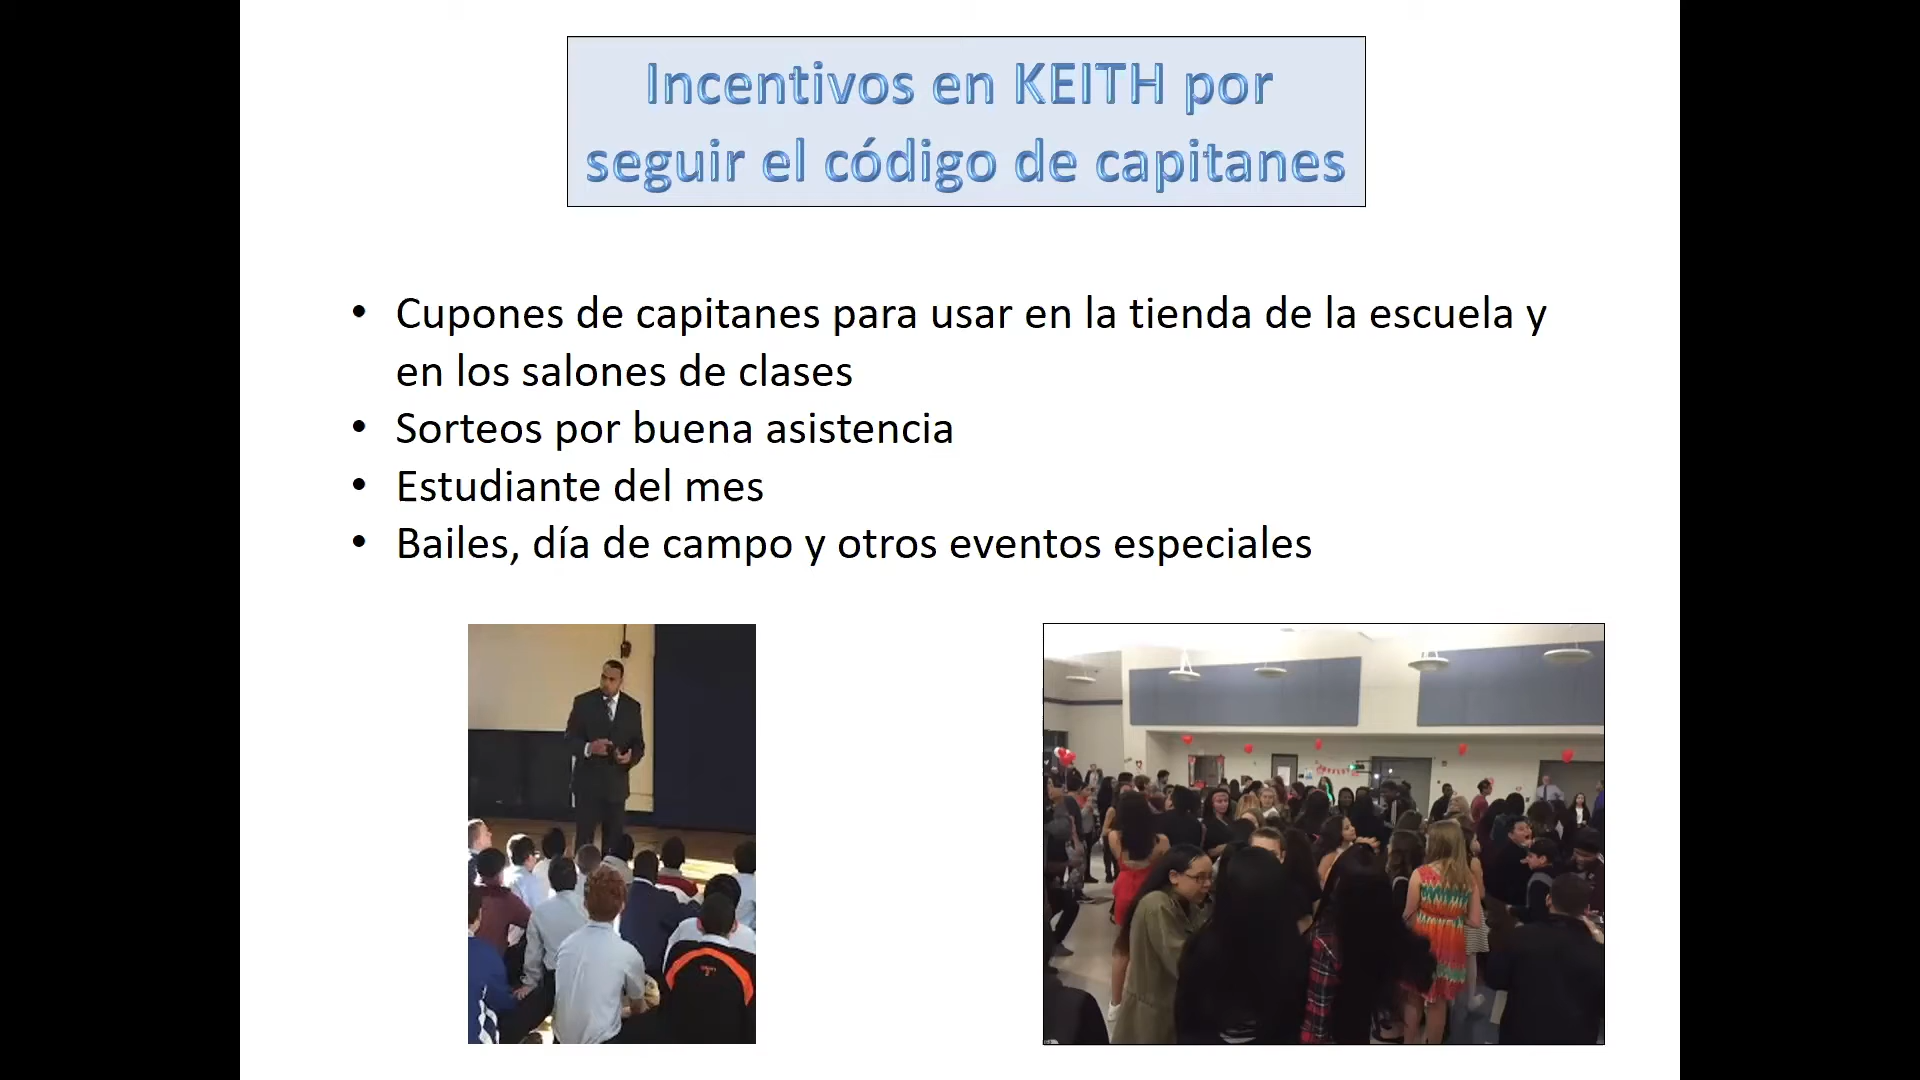 Incentivos en KEITH por
seguir el código de capitanes
• Cupones de capitanes para usar en la tienda de la escuela y
en los salones de clases
• Sorteos por buena asistencia
• Estudiante del mes
• Bailes, día de campo y otros eventos especiales